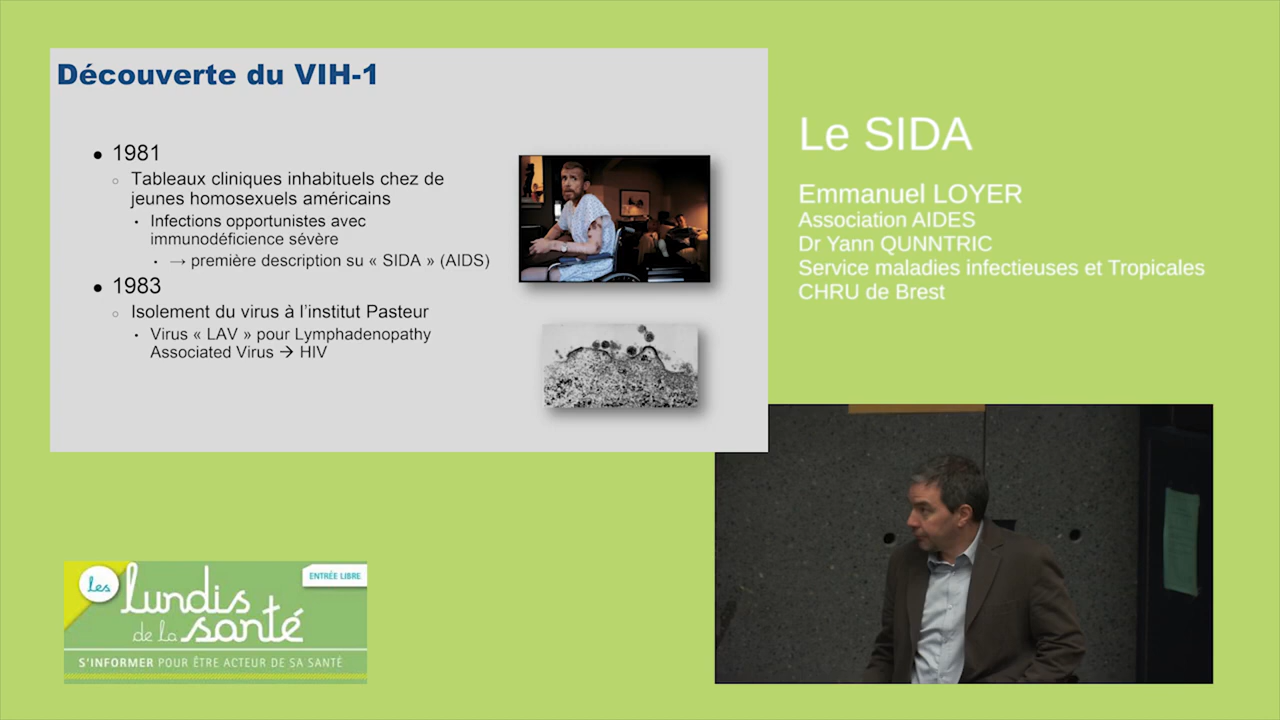 Découverte du VIH-1
● 1981
○ Tableaux cliniques inhabituels chez de
jeunes homosexuels américains
• Infections opportunistes avec
immunodéficience sévère
• → première description su « SIDA » (AIDS)
● 1983
○ Isolement du virus à l'institut Pasteur
• Virus « LAV » pour Lymphadenopathy
Associated Virus → HIV
Le SIDA
Emmanuel LOYER
Association AIDES
Dr Yann QUNNTRIC
Service maladies infectieuses et Tropicales
CHRU de Brest
les
lundis
de la santé
ENTRÉE LIBRE
S'INFORMER POUR ÊTRE ACTEUR DE SA SANTÉ